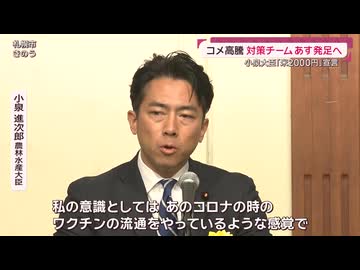 札幌市
きのう
コメ高騰 対策チームあす発足へ
小泉大臣「米2000円」宣言
小泉 進次郎
農林水産大臣
私の意識としては あのコロナの時の
ワクチンの流通をやっているような感覚で